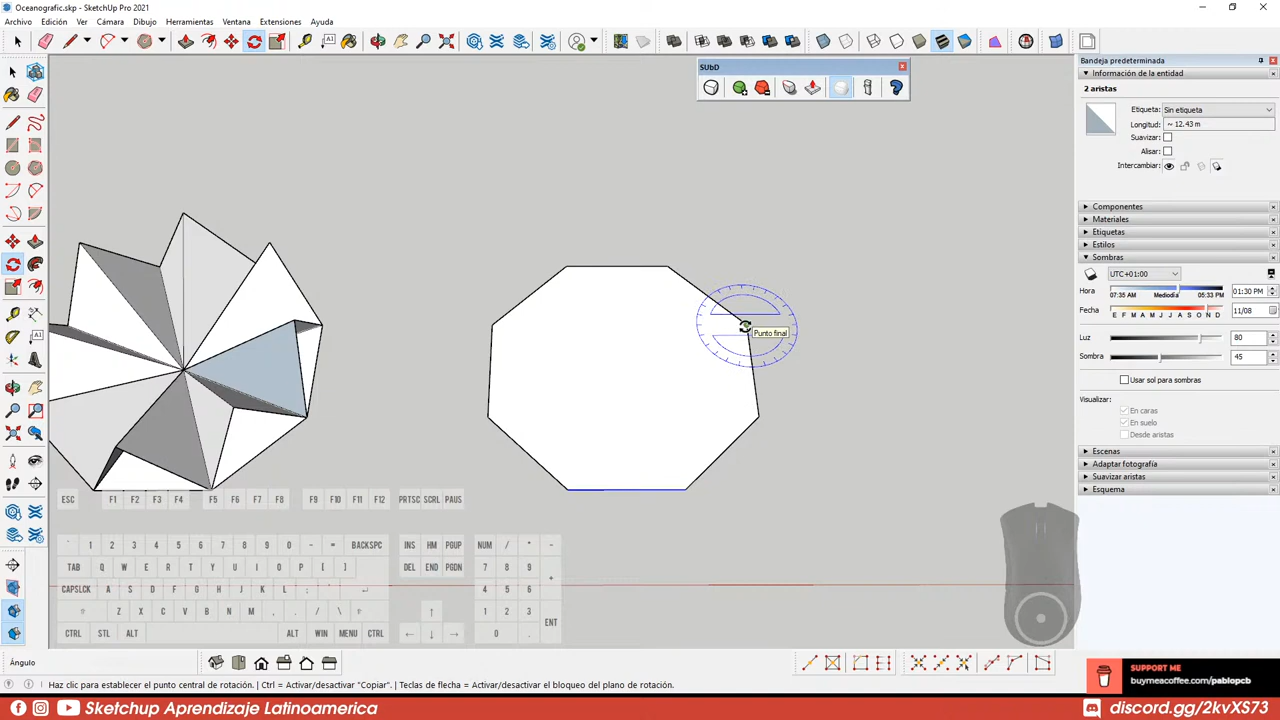 Oceanografic.skp - SketchUp Pro 2021
Archivo Edición Ver Cámara Dibujo Herramientas Ventana Extensiones Ayuda
SUbD
Bandeja predeterminada
Información de la entidad
2 aristas
Etiqueta: Sin etiqueta
Longitud: ~ 12.43 m
Suavizar:
Alisar:
Intercambiar:
Componentes
Materiales
Etiquetas
Estilos
Sombras
UTC+01:00
Hora 07:35 AM Mediodía 05:33 PM 01:30 PM
Fecha E F M A M J J A S O N D 11/08
Luz 80
Sombra 45
Usar sol para sombras
Visualizar:
En caras
En suelo
Desde aristas
Escenas
Adaptar fotografía
Suavizar aristas
Esquema
Punto final
ESC F1 F2 F3 F4 F5 F6 F7 F8 F9 F10 F11 F12 PRTSC SCRL PAUS
` 1 2 3 4 5 6 7 8 9 0 - = BACKSPC INS HM PGUP NUM / * -
TAB Q W E R T Y U I O P [ ] DEL END PGDN 7 8 9 +
CAPSLCK A S D F G H J K L ; ' 4 5 6
Z X C V B N M , . / \ 1 2 3 ENT
CTRL STL ALT ALT WIN MENU CTRL 0 .
Ángulo
Haz clic para establecer el punto central de rotación. | Ctrl = Activar/desactivar "Copiar". | Teclas de flecha = Activar/desactivar el bloqueo del plano de rotación.
SUPPORT ME
buymeacoffee.com/pablopcb
Sketchup Aprendizaje Latinoamerica
discord.gg/2kvXS73